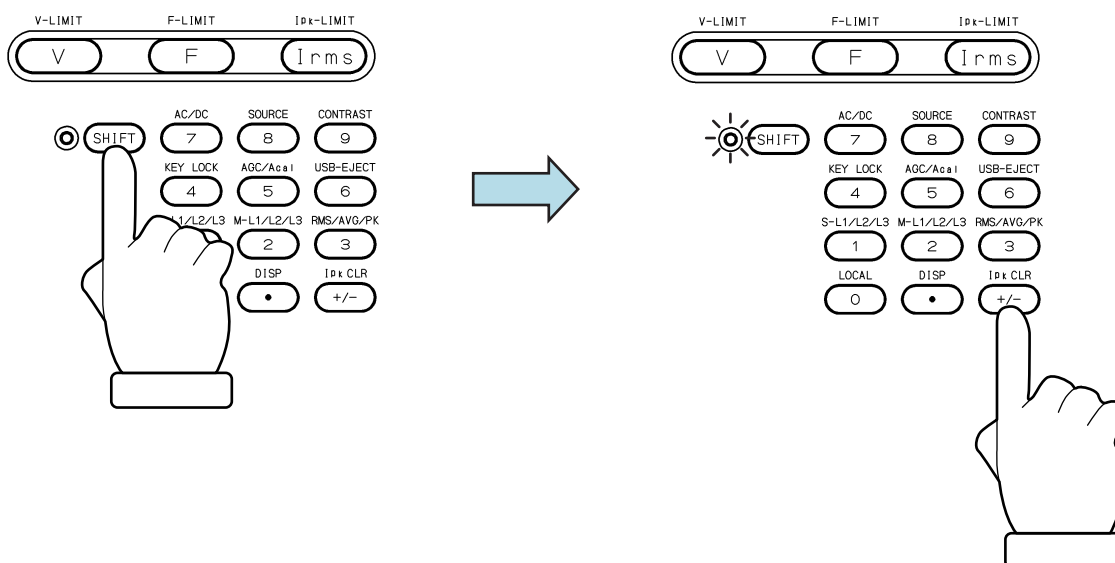 V-LIMIT F-LIMIT Ipk-LIMIT
V F Irms
AC/DC SOURCE CONTRAST
SHIFT 7 8 9
KEY LOCK AGC/Acal USB-EJECT
4 5 6
L1/L2/L3 M-L1/L2/L3 RMS/AVG/PK
2 3
DISP Ipk CLR
• +/-
V-LIMIT F-LIMIT Ipk-LIMIT
V F Irms
AC/DC SOURCE CONTRAST
SHIFT 7 8 9
KEY LOCK AGC/Acal USB-EJECT
4 5 6
S-L1/L2/L3 M-L1/L2/L3 RMS/AVG/PK
1 2 3
LOCAL DISP Ipk CLR
0 • +/-